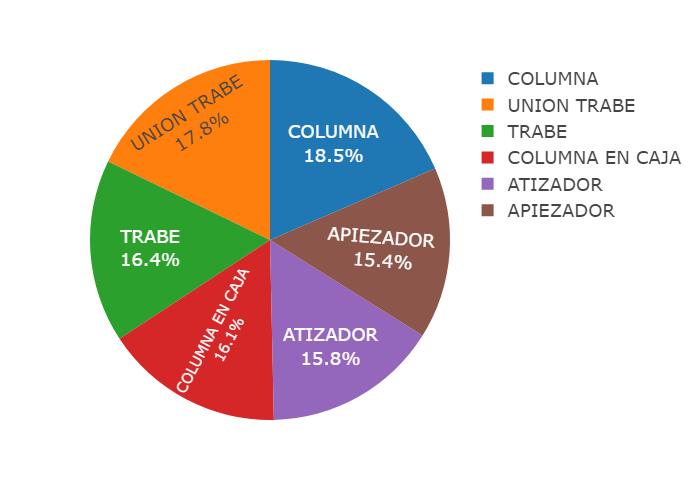 COLUMNA
18.5%
UNION TRABE
17.8%
TRABE
16.4%
COLUMNA EN CAJA
16.1%
ATIZADOR
15.8%
APIEZADOR
15.4%
COLUMNA
UNION TRABE
TRABE
COLUMNA EN CAJA
ATIZADOR
APIEZADOR